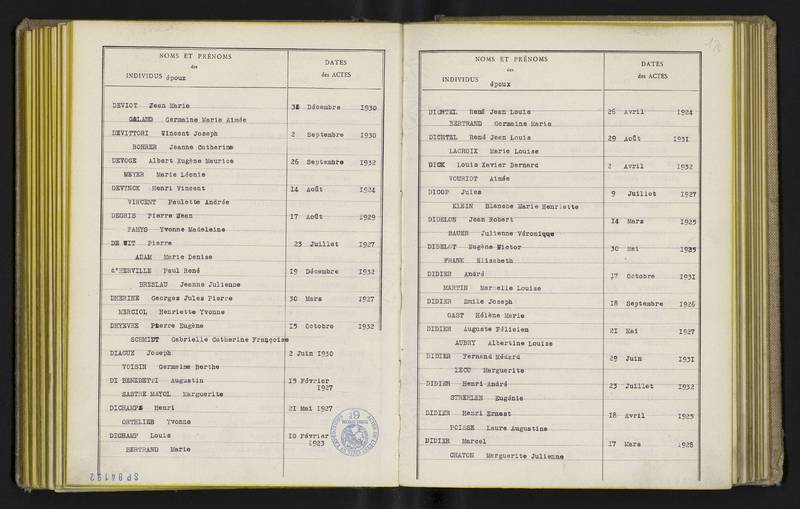 NOMS ET PRÉNOMS
des
INDIVIDUS époux
DATES
des ACTES
DEVIOT Jean Marie 31 Décembre 1930
GALAND Germaine Marie Aimée
DEVITTORI Vincent Joseph 2 Septembre 1930
BOHRER Jeanne Catherine
DEVOGE Albert Eugène Maurice 26 Septembre 1932
MEYER Marie Léonie
DEVYNCK Henri Vincent 14 Août 1924
VINCENT Paulette Andrée
DEGRIS Pierre Jean 17 Août 1929
FAHYS Yvonne Madeleine
DE WIT Pierre 23 Juillet 1927
ADAM Marie Denise
d'HERVILLE Paul René 19 Décembre 1932
BRESLAU Jeanne Julienne
DHERINE Georges Jules Pierre 30 Mars 1927
MERCIOL Henriette Yvonne
DHYEVRE Pierre Eugène 15 Octobre 1932
SCHMIDT Gabrielle Catherine Françoise
DIAGUE Joseph 2 Juin 1930
VOISIN Germaine Berthe
DI BENEDETTI Augustin 15 Février
1927
SASTRE MAYOL Marguerite
DICHAMPS Henri 21 Mai 1927
ORTHLIEB Yvonne
DICHAMP Louis 10 Février
1923
BERTRAND Marie
SP84192
NOMS ET PRÉNOMS
des
INDIVIDUS époux
DATES
des ACTES
DICHTEL René Jean Louis 26 Avril 1924
BERTRAND Germaine Marie
DICHTEL René Jean Louis 29 Août 1931
LACROIX Marie Louise
DICK Louis Xavier Bernard 2 Avril 1932
VOURIOT Aimée
DICOP Jules 9 Juillet 1927
KLEIN Blanche Marie Henriette
DIDELON Jean Robert 14 Mars 1925
BAUER Julienne Véronique
DIDELOT Eugène Victor 30 Mai 1925
FRANK Elisabeth
DIDIER André 17 Octobre 1931
MARTIN Marcelle Louise
DIDIER Emile Joseph 18 Septembre 1926
GAST Hélène Marie
DIDIER Auguste Félicien 21 Mai 1927
AUBRY Albertine Louise
DIDIER Fernand Médard 29 Juin 1931
IECU Marguerite
DIDIER Henri André 23 Juillet 1932
STREHLEN Eugénie
DIDIER Henri Ernest 18 Avril 1925
POISSE Laure Augustine
DIDIER Marcel 17 Mars 1928
CHATON Marguerite Julienne